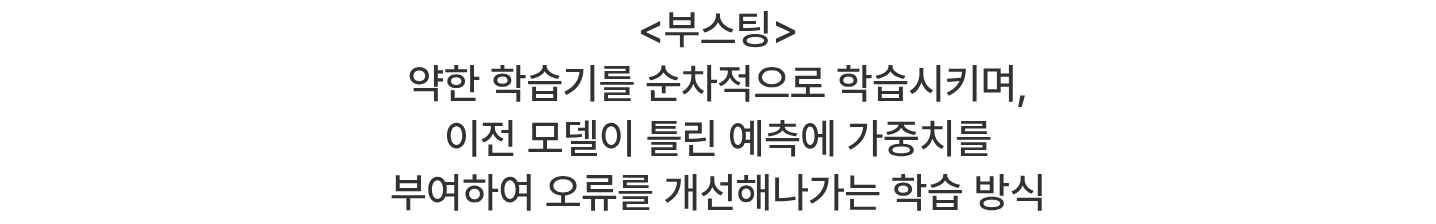 <부스팅>
약한 학습기를 순차적으로 학습시키며,
이전 모델이 틀린 예측에 가중치를
부여하여 오류를 개선해나가는 학습 방식